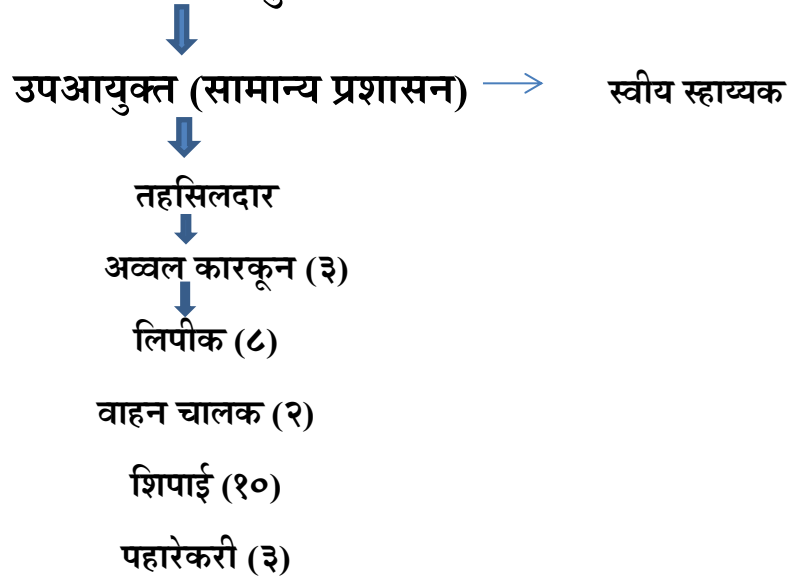 उपआयुक्त (सामान्य प्रशासन) स्वीय स्हाय्यक
तहसिलदार
अव्वल कारकून (३)
लिपीक (८)
वाहन चालक (२)
शिपाई (१०)
पहारेकरी (३)